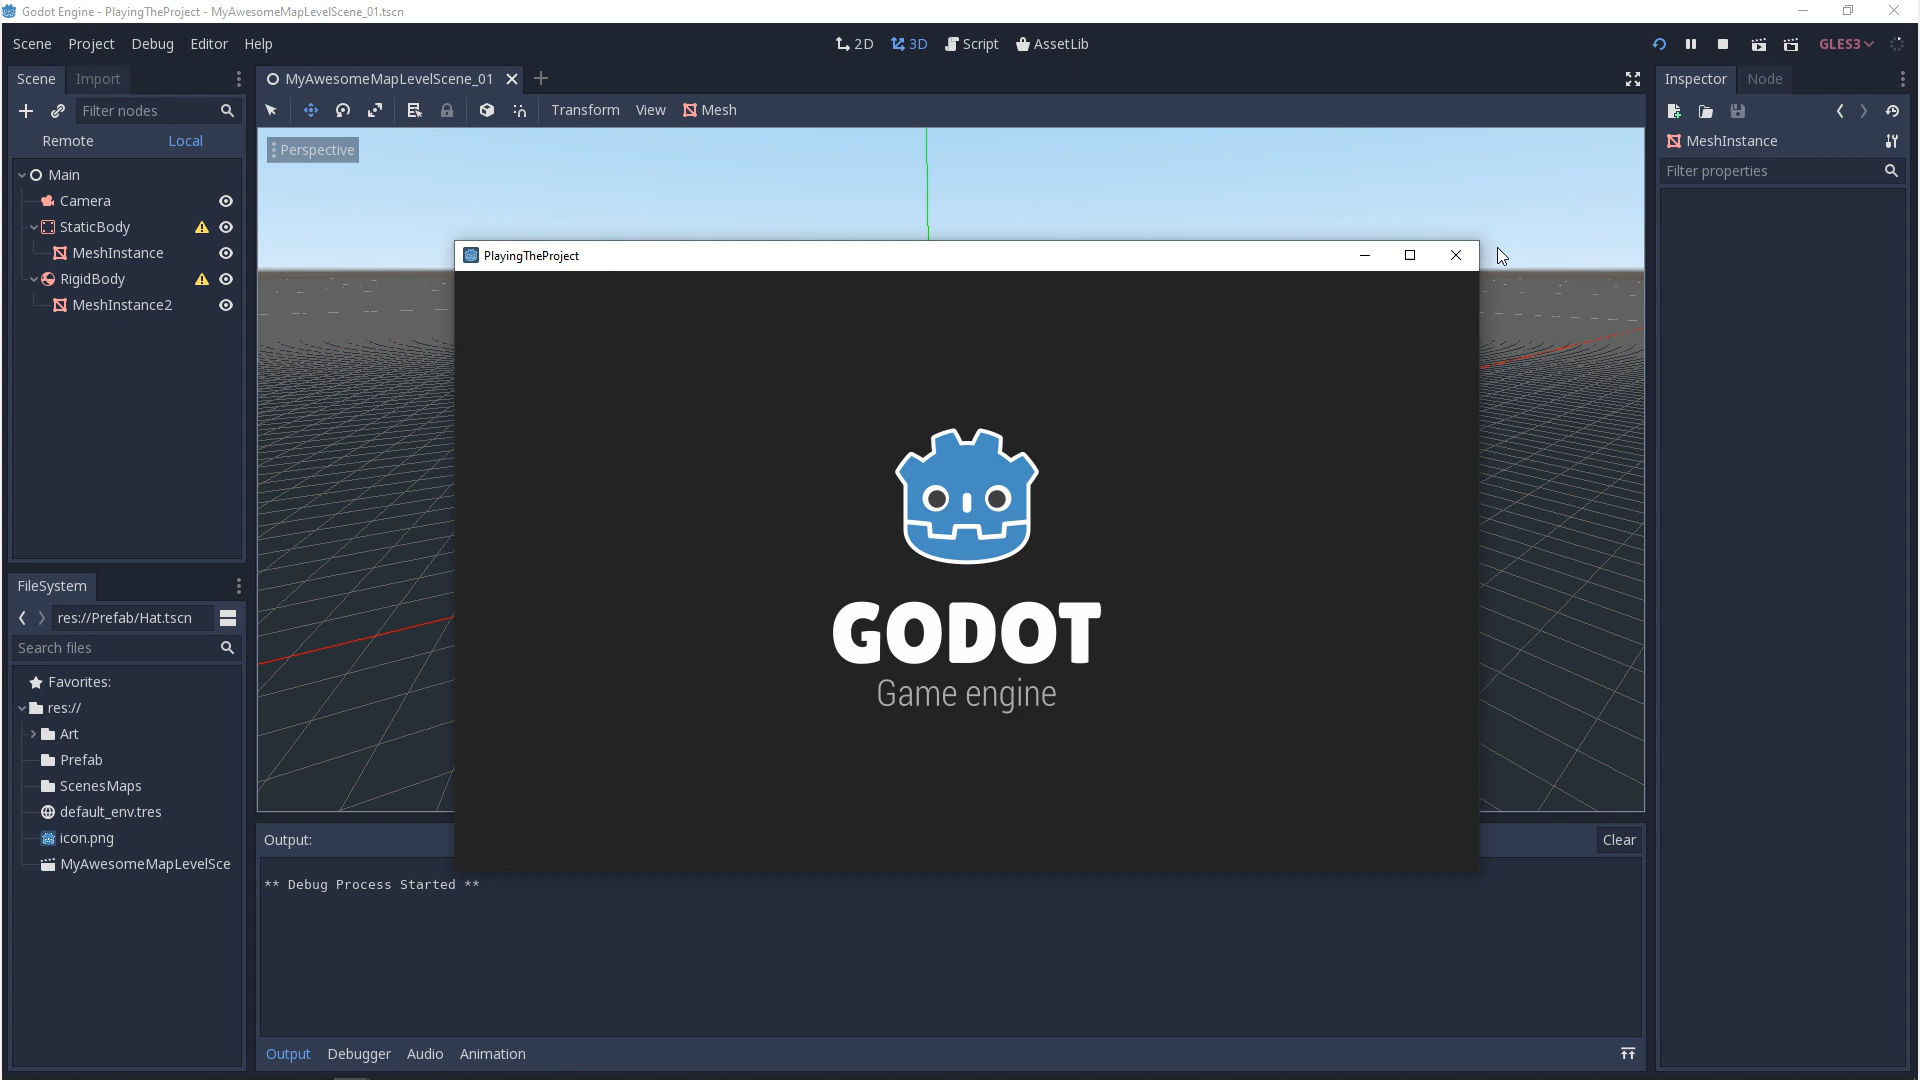 Godot Engine - PlayingTheProject - MyAwesomeMapLevelScene_01.tscn
Scene Project Debug Editor Help
2D 3D Script AssetLib
GLES3
Scene Import
MyAwesomeMapLevelScene_01
Inspector Node
Filter nodes
Transform View Mesh
Remote Local
Perspective
MeshInstance
Filter properties
Main
Camera
StaticBody
MeshInstance
RigidBody
MeshInstance2
PlayingTheProject
GODOT
Game engine
FileSystem
res://Prefab/Hat.tscn
Search files
Favorites:
res://
Art
Prefab
ScenesMaps
default_env.tres
icon.png
MyAwesomeMapLevelSce
Output:
Clear
** Debug Process Started **
Output Debugger Audio Animation